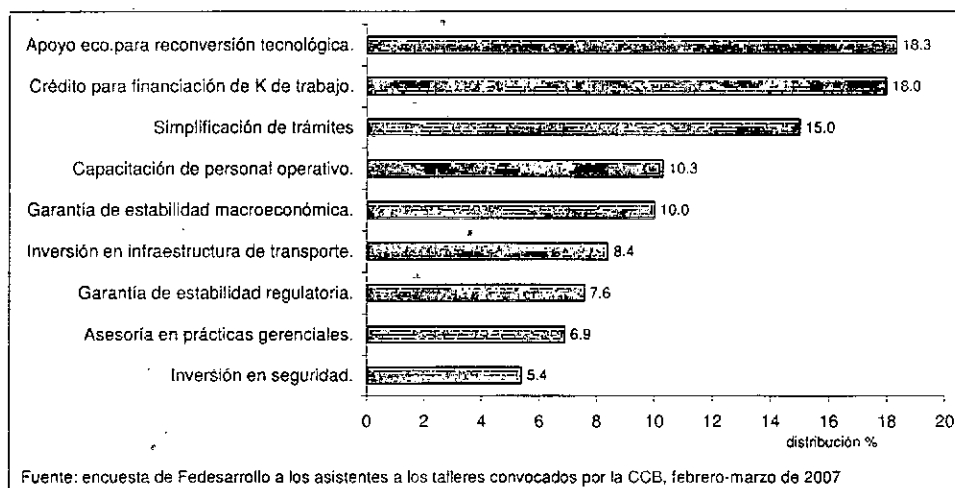 Apoyo eco.para reconversión tecnológica. 18.3
Crédito para financiación de K de trabajo. 18.0
Simplificación de trámites 15.0
Capacitación de personal operativo. 10.3
Garantía de estabilidad macroeconómica. 10.0
Inversión en infraestructura de transporte. 8.4
Garantía de estabilidad regulatoria. 7.6
Asesoría en prácticas gerenciales. 6.9
Inversión en seguridad. 5.4
0 2 4 6 8 10 12 14 16 18 20
distribución %
Fuente: encuesta de Fedesarrollo a los asistentes a los talleres convocados por la CCB, febrero-marzo de 2007